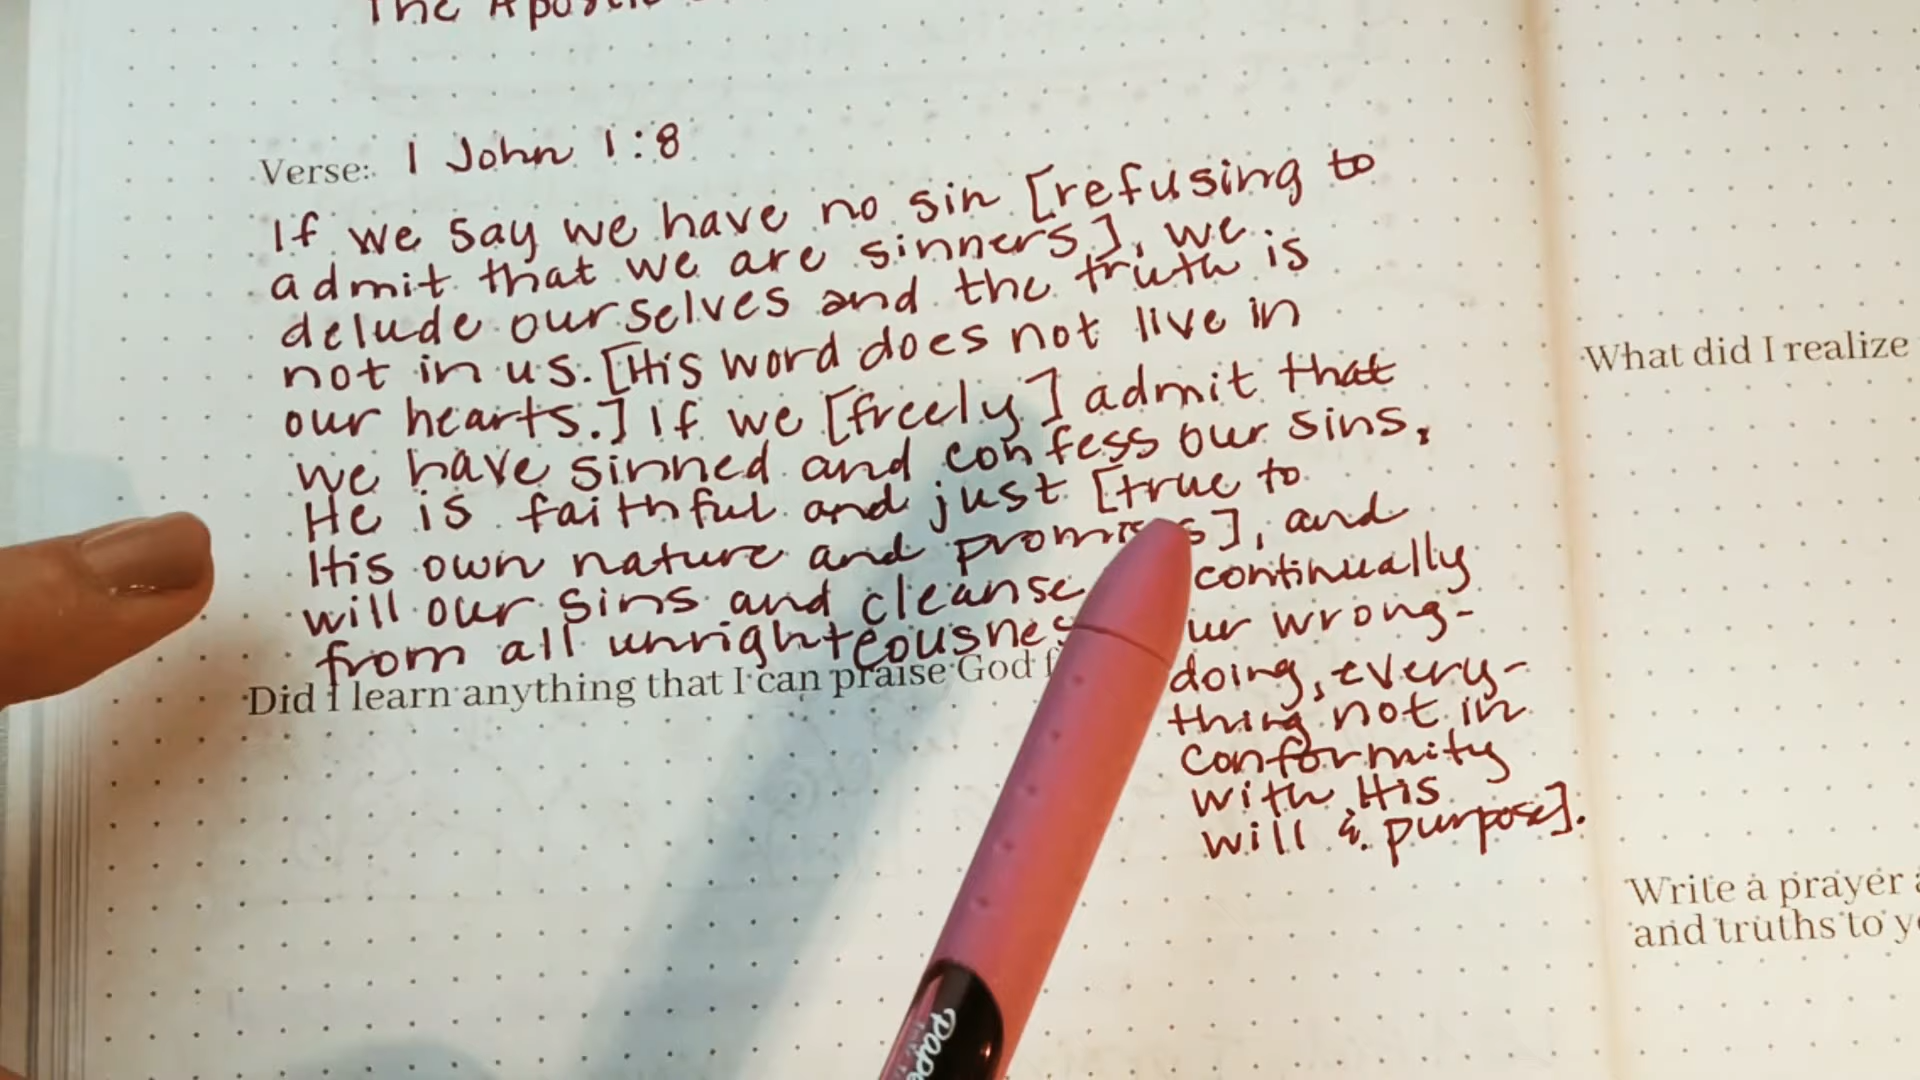 The Apostle
Verse: 1 John 1:8
If we say we have no sin [refusing to
admit that we are sinners], we
delude ourselves and the truth is
not in us. [His word does not live in
our hearts.] If we [freely] admit that
we have sinned and confess our sins,
He is faithful and just [true to
His own nature and promises], and
will our sins and cleanse continually
from all unrighteousnes ur wrong-
doing, every-
thing not in
conformity
with His
will & purpose].
Did I learn anything that I can praise God f
What did I realize
Write a prayer a
and truths to y
Pape